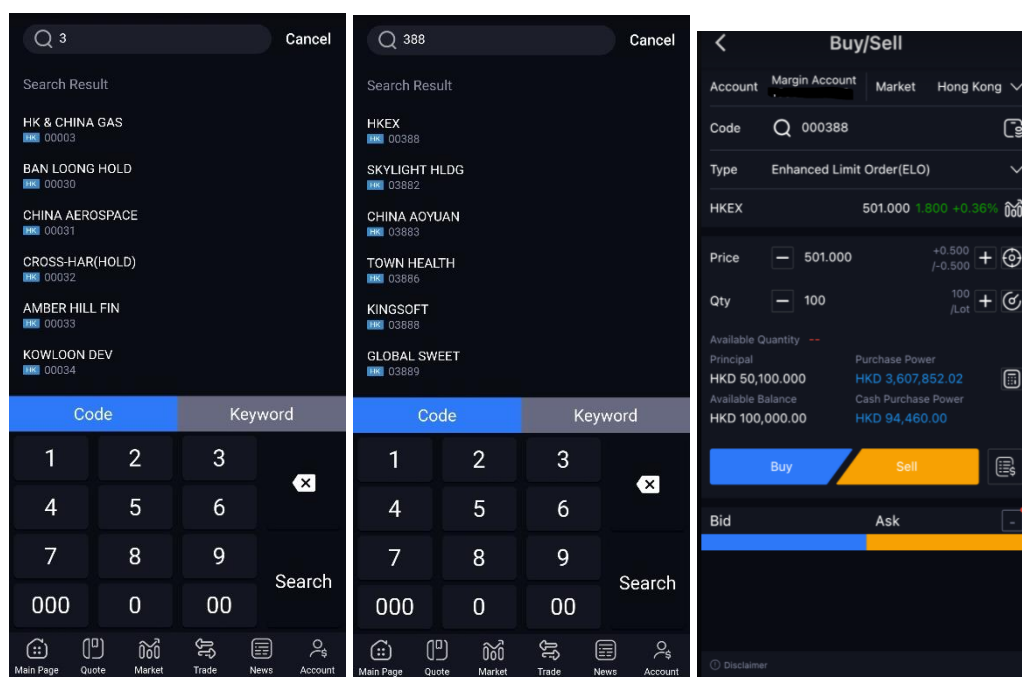 3 Cancel
Search Result
HK & CHINA GAS
HK 00003
BAN LOONG HOLD
HK 00030
CHINA AEROSPACE
HK 00031
CROSS-HAR(HOLD)
HK 00032
AMBER HILL FIN
HK 00033
KOWLOON DEV
HK 00034
Code Keyword
1 2 3
4 5 6
7 8 9
Search
000 0 00
Main Page Quote Market Trade News Account
388 Cancel
Search Result
HKEX
HK 00388
SKYLIGHT HLDG
HK 03882
CHINA AOYUAN
HK 03883
TOWN HEALTH
HK 03886
KINGSOFT
HK 03888
GLOBAL SWEET
HK 03889
Code Keyword
1 2 3
4 5 6
7 8 9
Search
000 0 00
Main Page Quote Market Trade News Account
Buy/Sell
Account Margin Account Market Hong Kong
Code 000388
Type Enhanced Limit Order(ELO)
HKEX 501.000 1.800 +0.36%
Price − 501.000 +0.500 /-0.500 +
Qty − 100 100 /Lot +
Available Quantity --
Principal Purchase Power
HKD 50,100.000 HKD 3,607,852.02
Available Balance Cash Purchase Power
HKD 100,000.00 HKD 94,460.00
Buy Sell
Bid Ask -
Disclaimer